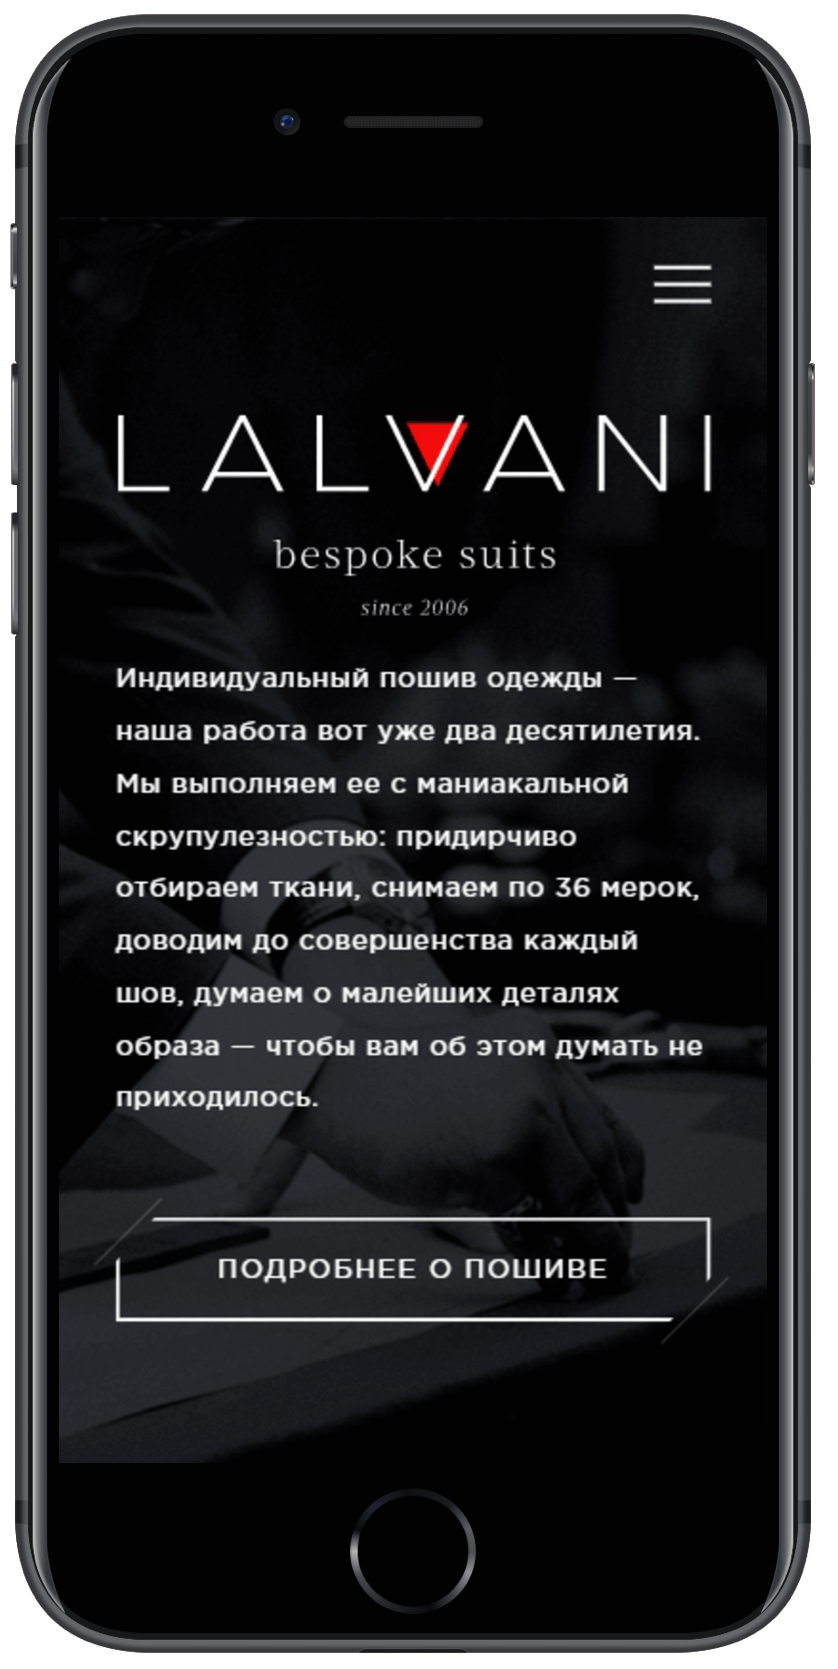 LALVANI
bespoke suits
since 2006
Индивидуальный пошив одежды —
наша работа вот уже два десятилетия.
Мы выполняем ее с маниакальной
скрупулезностью: придирчиво
отбираем ткани, снимаем по 36 мерок,
доводим до совершенства каждый
шов, думаем о малейших деталях
образа — чтобы вам об этом думать не
приходилось.
ПОДРОБНЕЕ О ПОШИВЕ